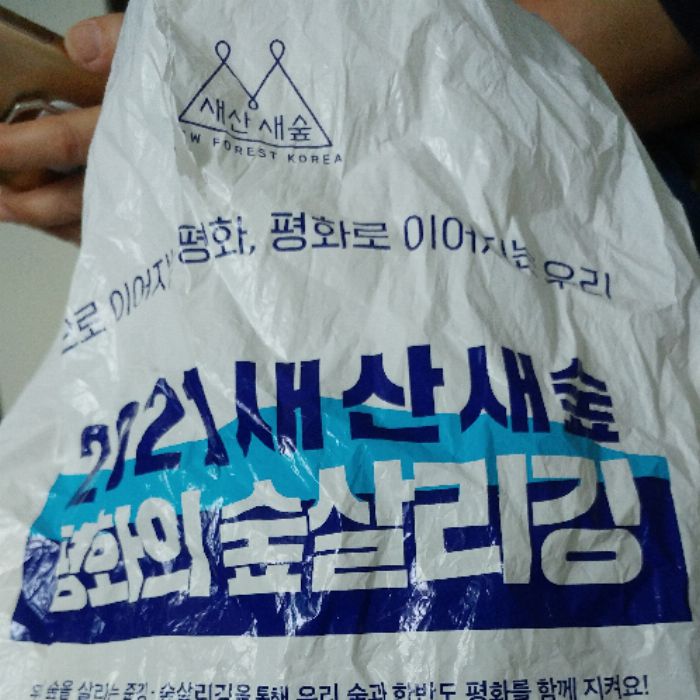 새산새숲
W FOREST KOREA
로 이어지 평화, 평화로 이어지는 우리
2021 새산새숲
평화의 숲살리깅
숲을 살리는 줍깅·숲살리깅을 통해 우리 숲과 한반도 평화를 함께 지켜요!